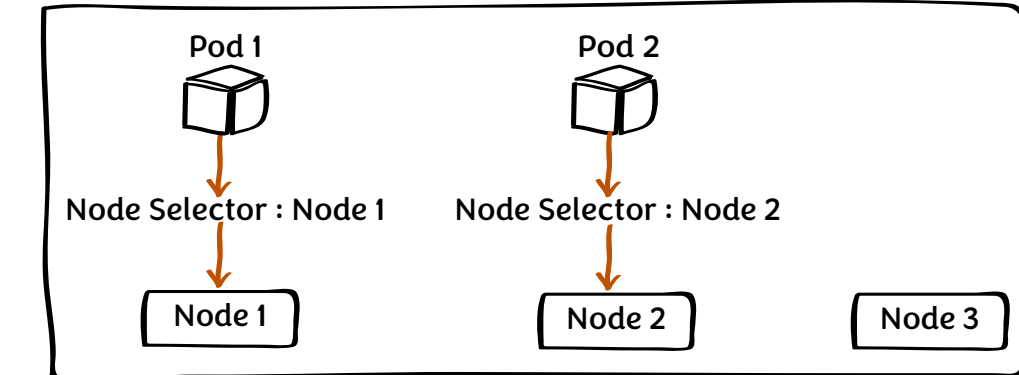 Pod 1
Pod 2
Node Selector : Node 1
Node Selector : Node 2
Node 1
Node 2
Node 3